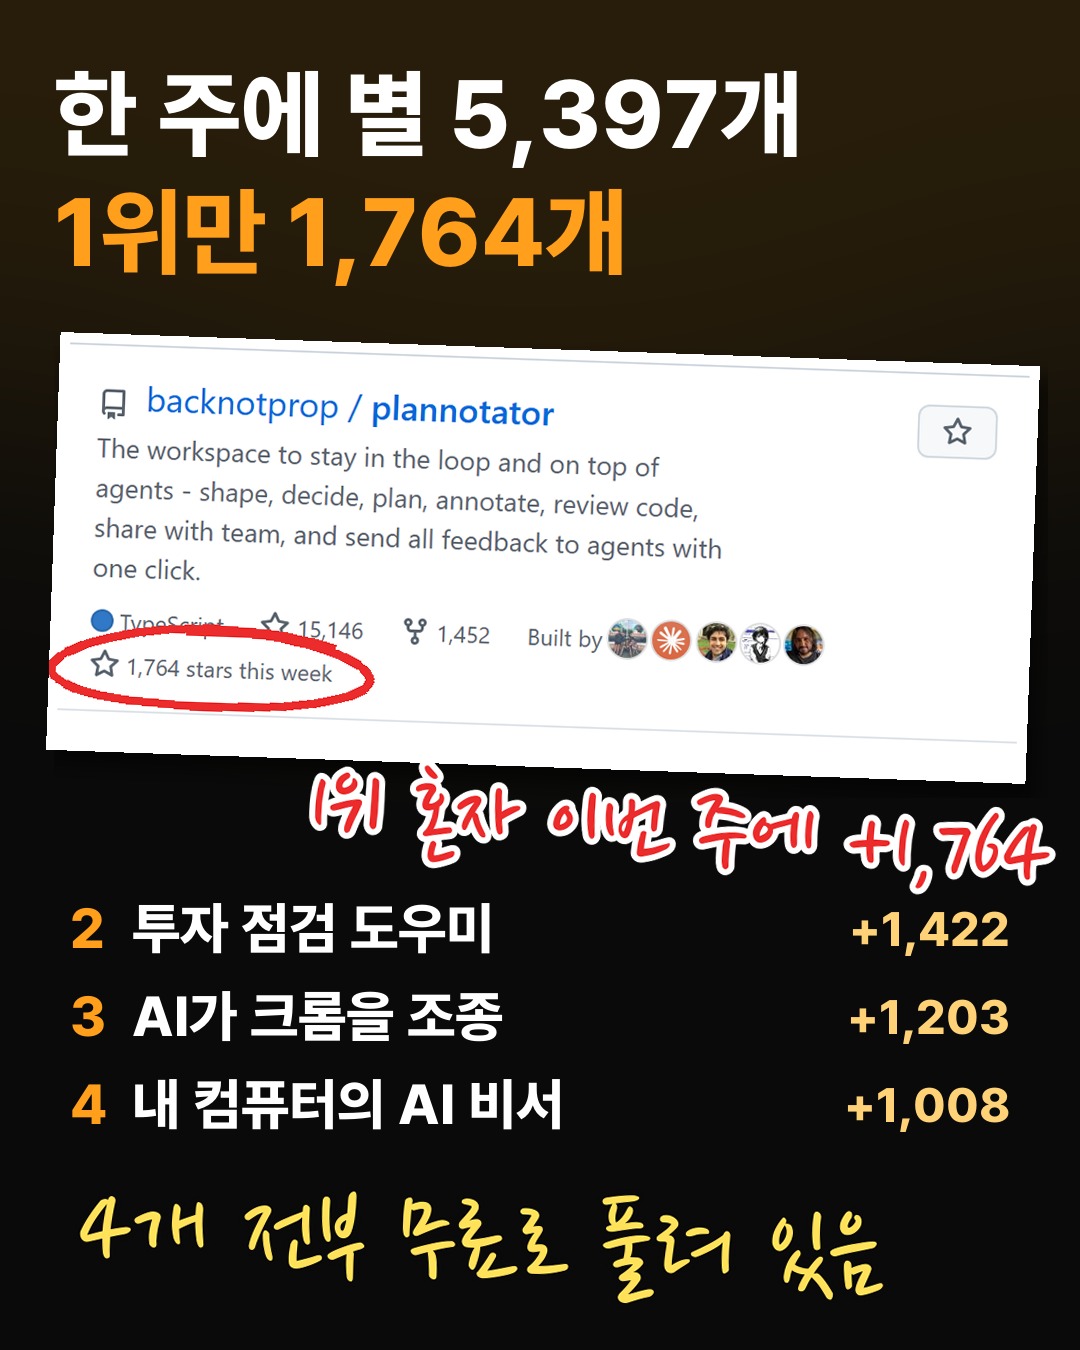 한 주에 별 5,397개
1위만 1,764개
backnotprop / plannotator
The workspace to stay in the loop and on top of
agents - shape, decide, plan, annotate, review code,
share with team, and send all feedback to agents with
one click.
TypeScript 15,146 1,452 Built by
1,764 stars this week
1위 혼자 이번 주에 +1,764
2 투자 점검 도우미 +1,422
3 AI가 크롬을 조종 +1,203
4 내 컴퓨터의 AI 비서 +1,008
4개 전부 무료로 풀려 있음